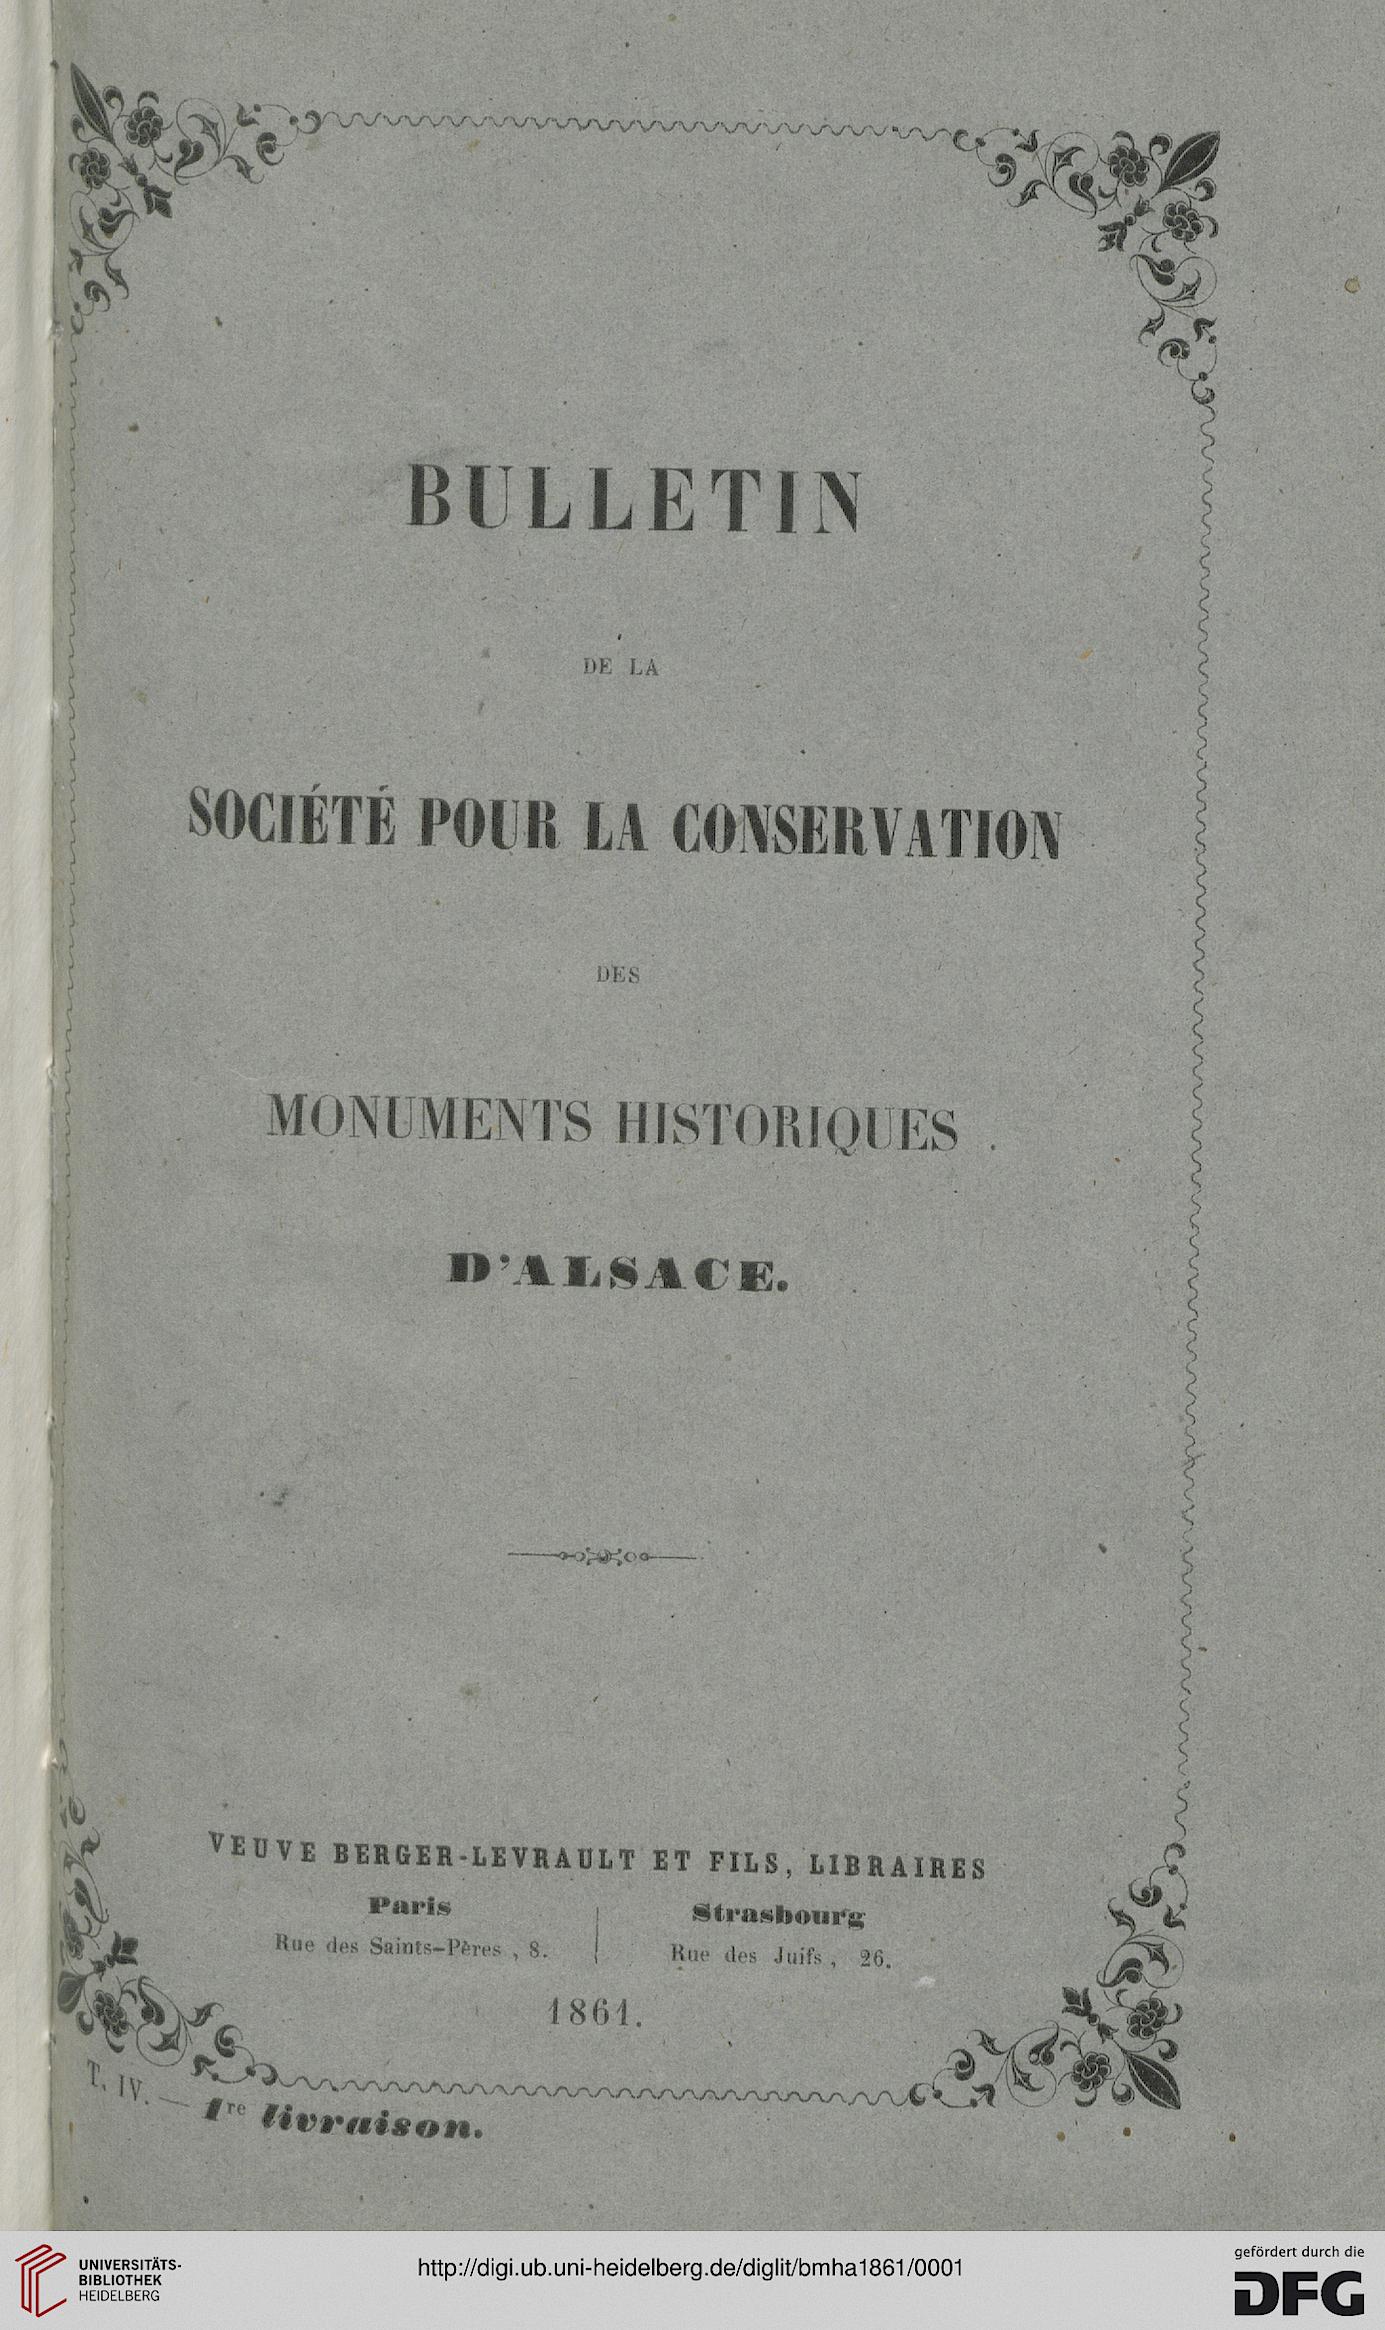 BULLETIN
DE LA
SOCIÉTÉ POUR LA CONSERVATION
DES
MONUMENTS HISTORIQUES
D'ALSACE.
VEUVE BERGER-LEVRAULT ET FILS, LIBRAIRES
Paris
Rue des Saints-Pères, 8.
Strasbourg
Rue des Juifs, 26.
1861.
T. IV. — 1re livraison.
UNIVERSITÄTS-
BIBLIOTHEK
HEIDELBERG
http://digi.ub.uni-heidelberg.de/diglit/bmha1861/0001
gefördert durch die
DFG